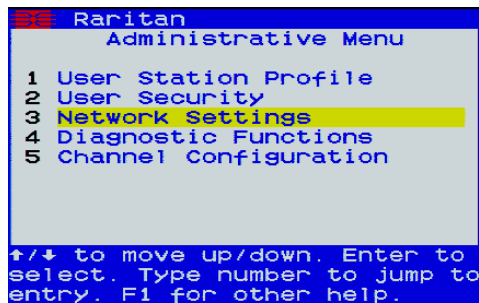 Raritan
Administrative Menu
1 User Station Profile
2 User Security
3 Network Settings
4 Diagnostic Functions
5 Channel Configuration
↑/↓ to move up/down. Enter to
select. Type number to jump to
entry. F1 for other help.